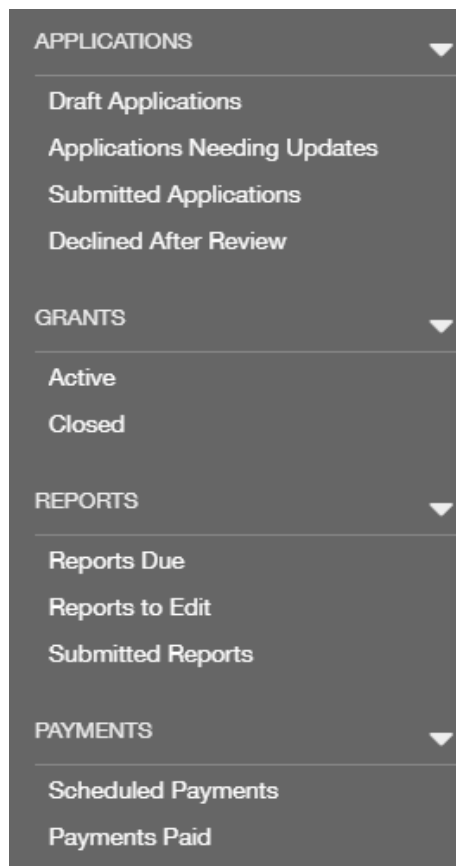 APPLICATIONS
Draft Applications
Applications Needing Updates
Submitted Applications
Declined After Review
GRANTS
Active
Closed
REPORTS
Reports Due
Reports to Edit
Submitted Reports
PAYMENTS
Scheduled Payments
Payments Paid